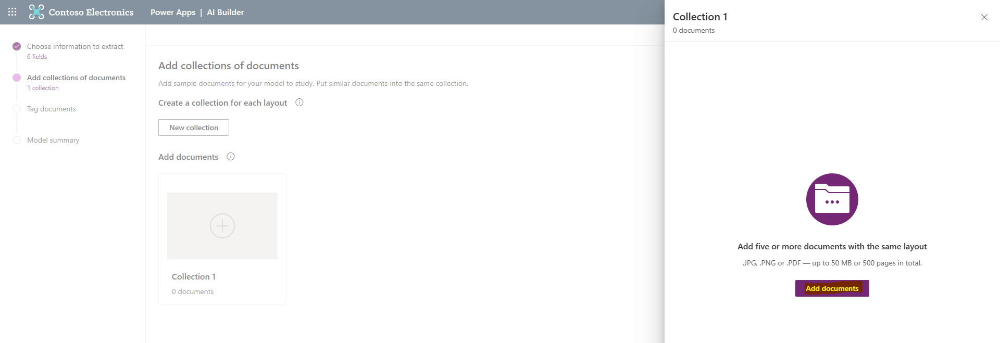 Contoso Electronics
Power Apps | AI Builder
Choose information to extract
6 fields
Add collections of documents
1 collection
Tag documents
Model summary
Add collections of documents
Add sample documents for your model to study. Put similar documents into the same collection.
Create a collection for each layout
New collection
Add documents
Collection 1
0 documents
Collection 1
0 documents
Add five or more documents with the same layout
.JPG, .PNG or .PDF — up to 50 MB or 500 pages in total.
Add documents